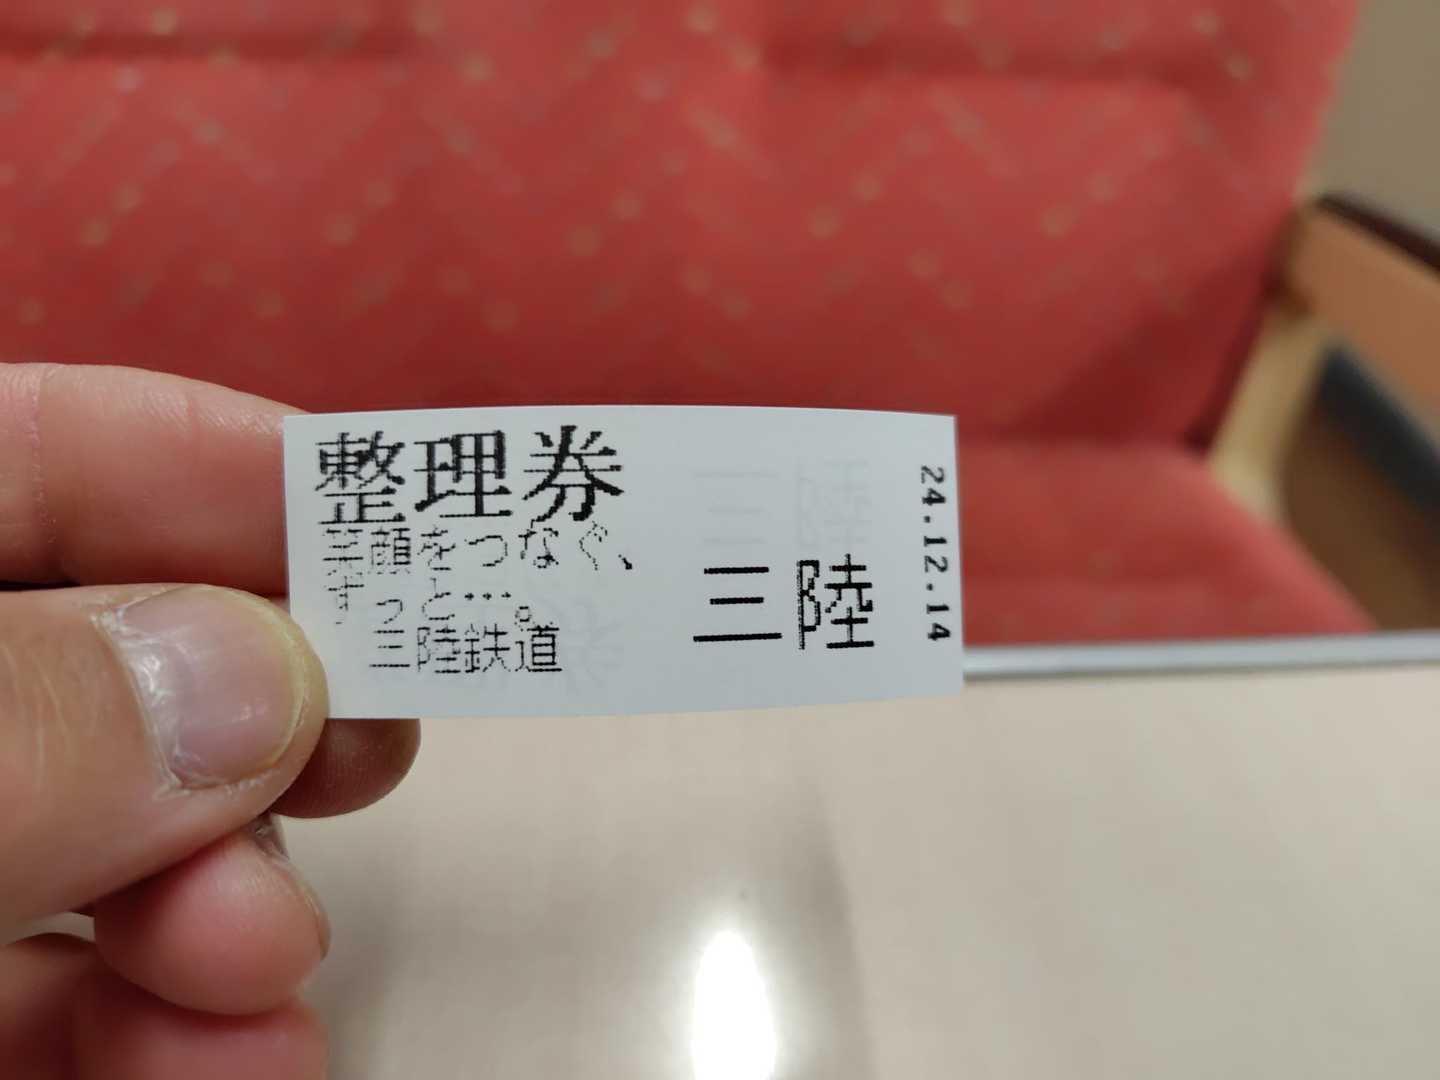 整理券
笑顔をつなぐ、
ずっと…。
三陸鉄道
三陸
24.12.14